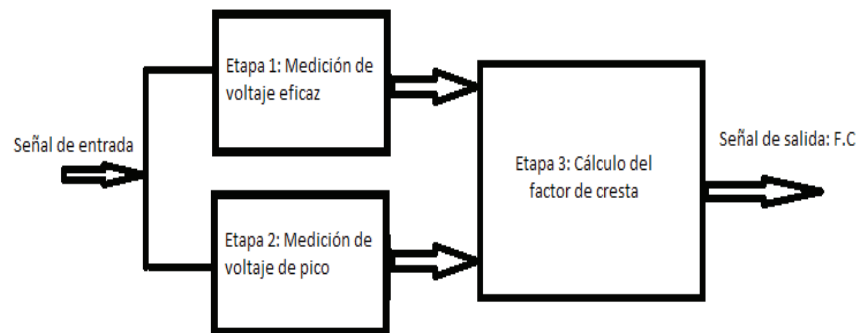 Señal de entrada
Etapa 1: Medición de
voltaje eficaz
Etapa 2: Medición de
voltaje de pico
Etapa 3: Cálculo del
factor de cresta
Señal de salida: F.C